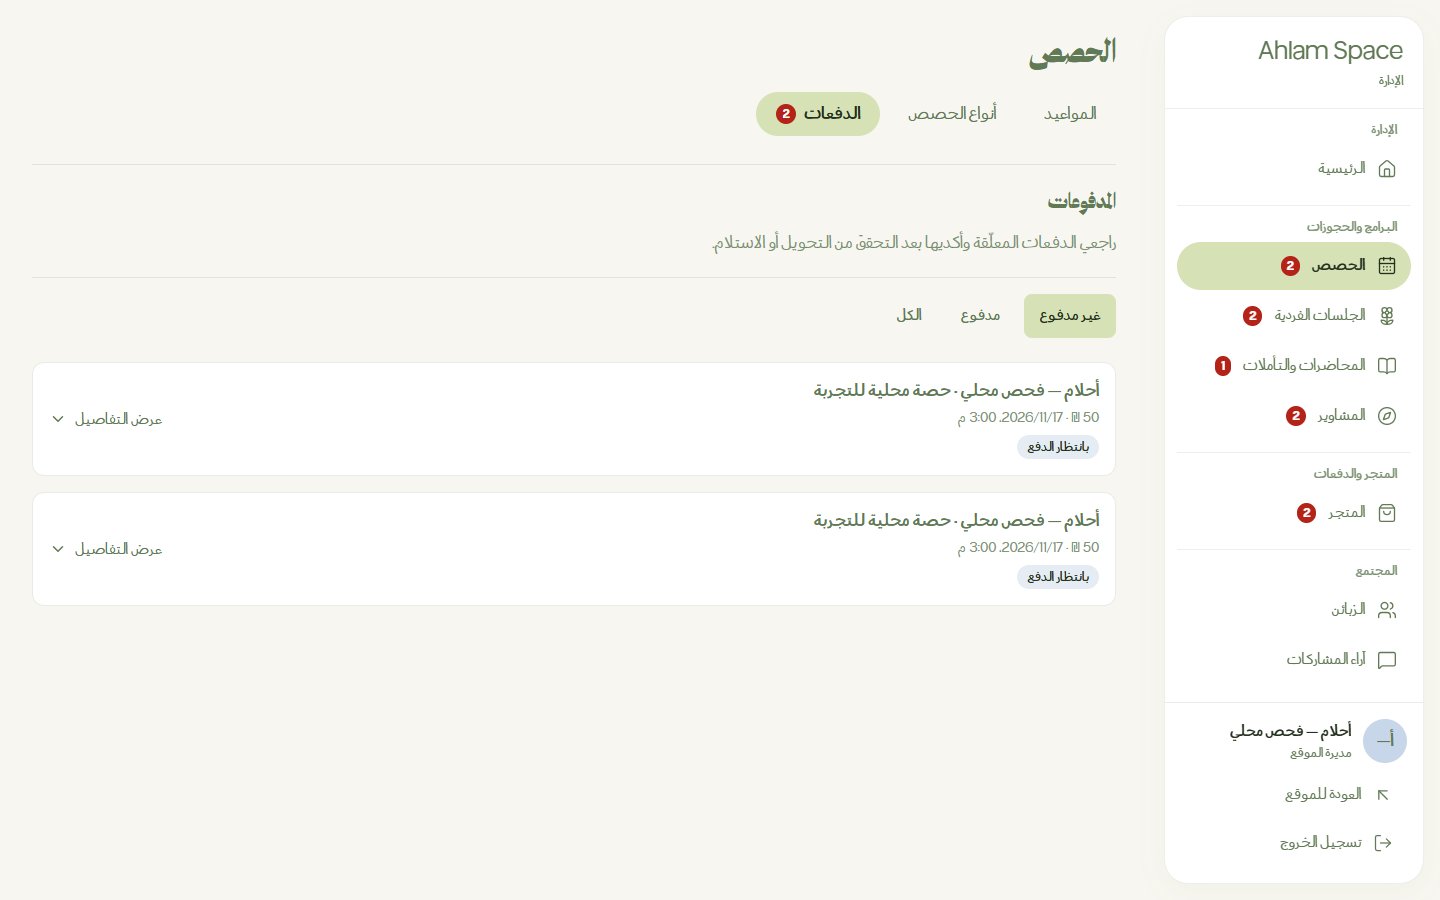 Ahlam Space
الإدارة
الإدارة
الرئيسية
البرامج والحجوزات
الحصص 2
الجلسات الفردية 2
المحاضرات والتأملات 1
المشاوير 2
المتجر والدفعات
المتجر 2
المجتمع
الزبائن
آراء المشاركات
أ—
أحلام — فحص محلي
مديرة الموقع
العودة للموقع
تسجيل الخروج
الحصص
المواعيد
أنواع الحصص
الدفعات 2
المدفوعات
راجعي الدفعات المعلّقة وأكديها بعد التحقق من التحويل أو الاستلام.
غير مدفوع
مدفوع
الكل
أحلام — فحص محلي · حصة محلية للتجربة
50 ₪ · 17/11/2026، 3:00 م
بانتظار الدفع
عرض التفاصيل
أحلام — فحص محلي · حصة محلية للتجربة
50 ₪ · 17/11/2026، 3:00 م
بانتظار الدفع
عرض التفاصيل